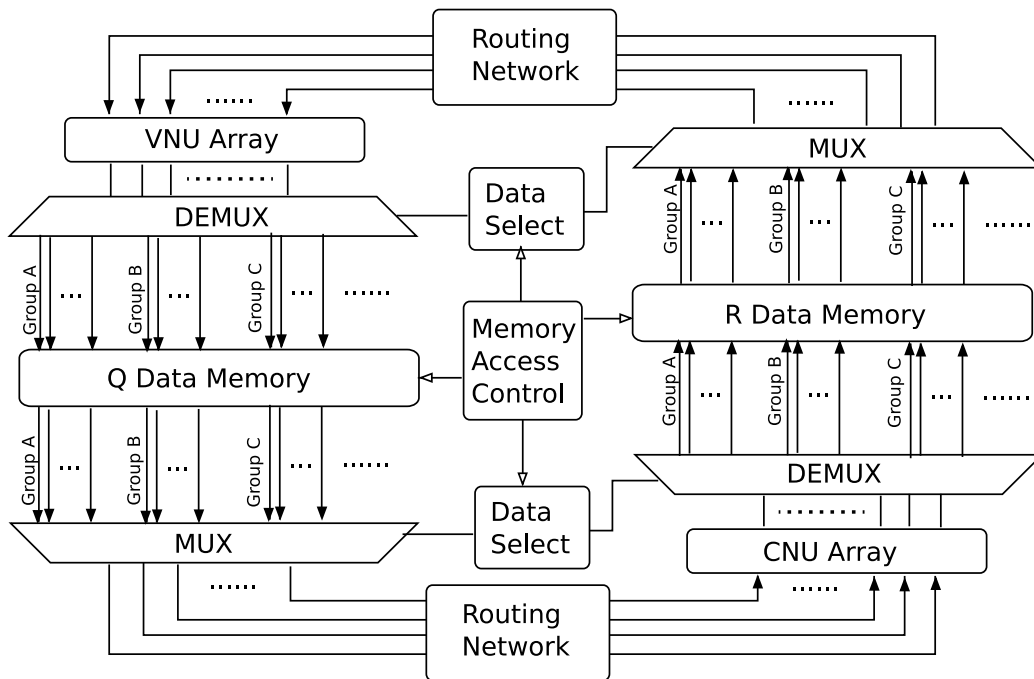 Routing
Network
VNU Array
DEMUX
Data
Select
MUX
Group A
Group B
Group C
Group A
Group B
Group C
Q Data Memory
Memory
Access
Control
R Data Memory
Group A
Group B
Group C
Group A
Group B
Group C
MUX
Data
Select
DEMUX
CNU Array
Routing
Network